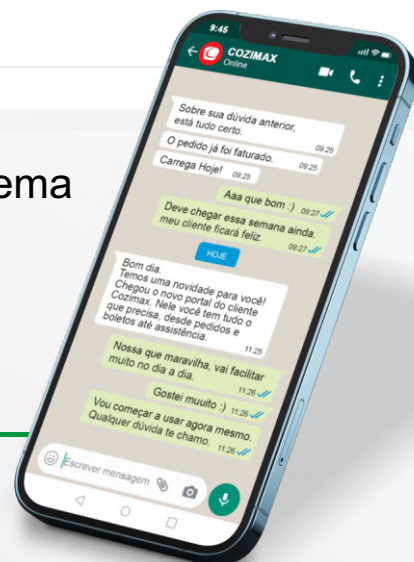 ema
9:45
COZIMAX
Online
Sobre sua dúvida anterior,
está tudo certo.
09:25
O pedido já foi faturado.
09:25
Carrega Hoje! 09:25
Aaa que bom :) 09:27
Deve chegar essa semana ainda.
meu cliente ficará feliz.
09:27
HOJE
Bom dia.
Temos uma novidade para você!
Chegou o novo portal do cliente
Cozimax. Nele você tem tudo o
que precisa, desde pedidos e
boletos até assistência.
11:25
Nossa que maravilha, vai facilitar
muito no dia a dia.
11:26
Gostei muuito :) 11:26
Vou começar a usar agora mesmo.
Qualquer dúvida te chamo. 11:26
Escrever mensagem